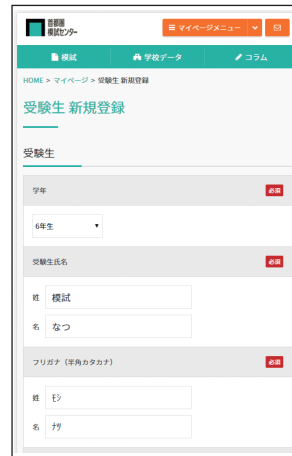 首都圏
模試センター
マイページメニュー
模試 学校データ コラム
HOME > マイページ > 受験生 新規登録
受験生 新規登録
受験生
学年 必須
6年生
受験生氏名 必須
姓 模試
名 なつ
フリガナ（半角カタカナ） 必須
姓 ﾓｼ
名 ﾅﾂ